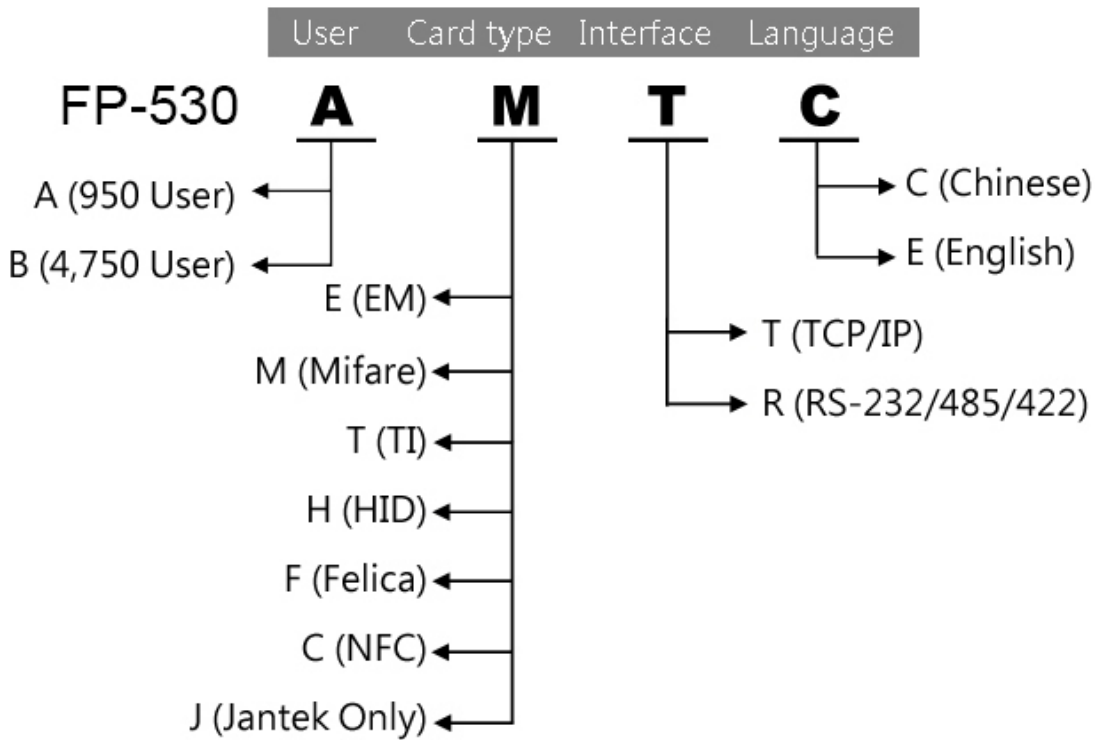 User Card type Interface Language
FP-530 A M T C
A (950 User)
B (4,750 User)
E (EM)
M (Mifare)
T (TI)
H (HID)
F (Felica)
C (NFC)
J (Jantek Only)
T (TCP/IP)
R (RS-232/485/422)
C (Chinese)
E (English)